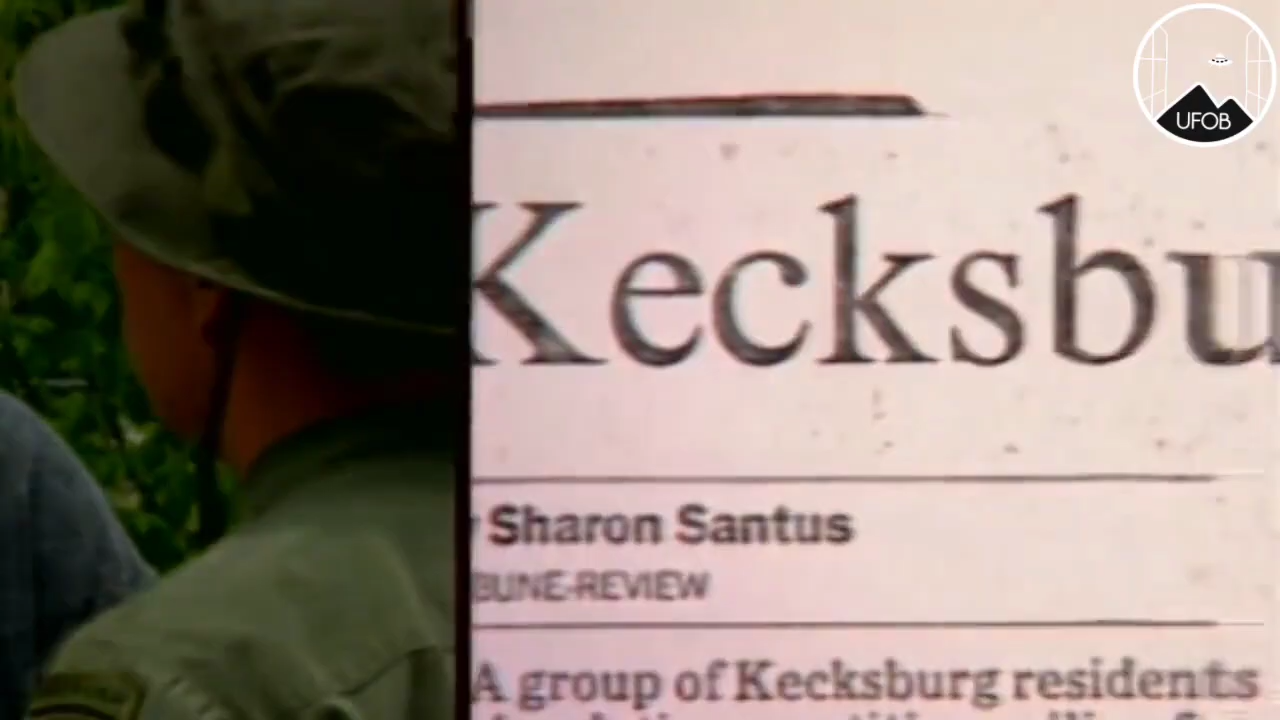 UFOB
Kecksbu
Sharon Santus
BUNE-REVIEW
A group of Kecksburg residents